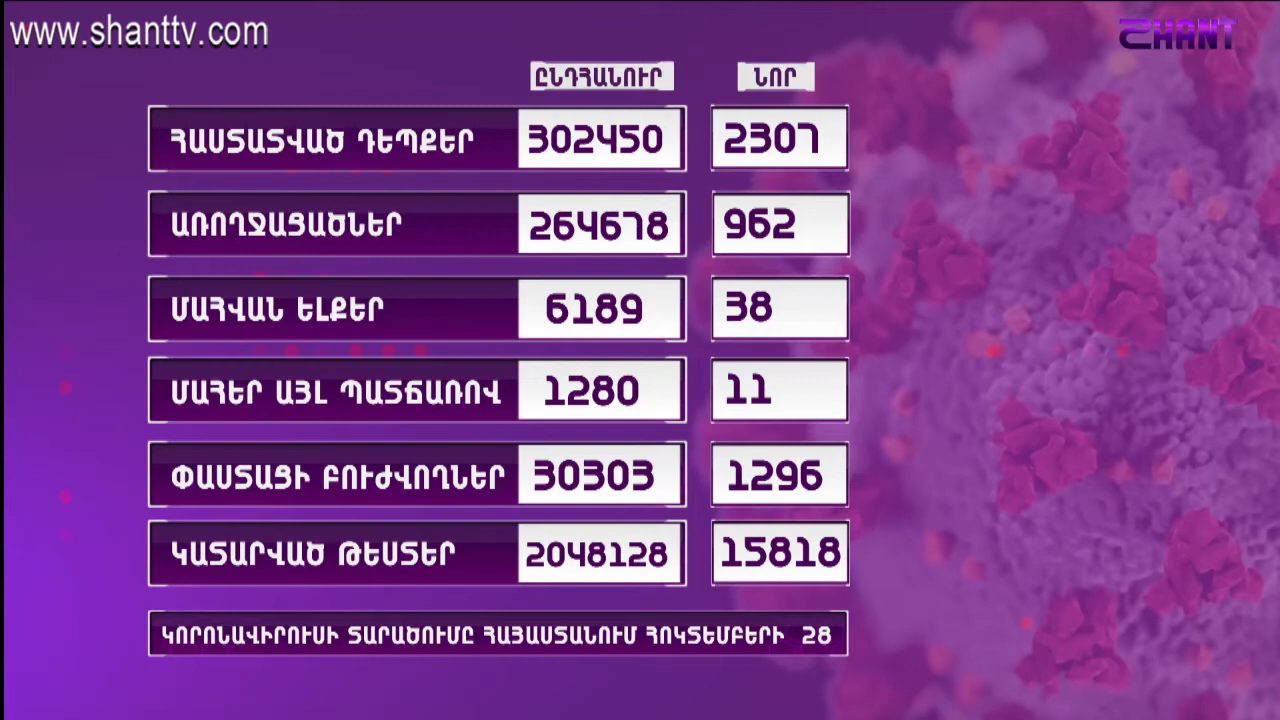 www.shanttv.com
SHANT
ԸՆԴՀԱՆՈՒՐ ՆՈՐ
ՀԱՍՏԱՏՎԱԾ ԴԵՊՔԵՐ 302450 2307
ԱՌՈՂՋԱՑԱԾՆԵՐ 264678 962
ՄԱՀՎԱՆ ԵԼՔԵՐ 6189 38
ՄԱՀԵՐ ԱՅԼ ՊԱՏՃԱՌՈՎ 1280 11
ՓԱՍՏԱՑԻ ԲՈՒԺՎՈՂՆԵՐ 30303 1296
ԿԱՏԱՐՎԱԾ ԹԵՍՏԵՐ 2048128 15818
ԿՈՐՈՆԱՎԻՐՈՒՍԻ ՏԱՐԱԾՈՒՄԸ ՀԱՅԱՍՏԱՆՈՒՄ ՀՈԿՏԵՄԲԵՐԻ 28